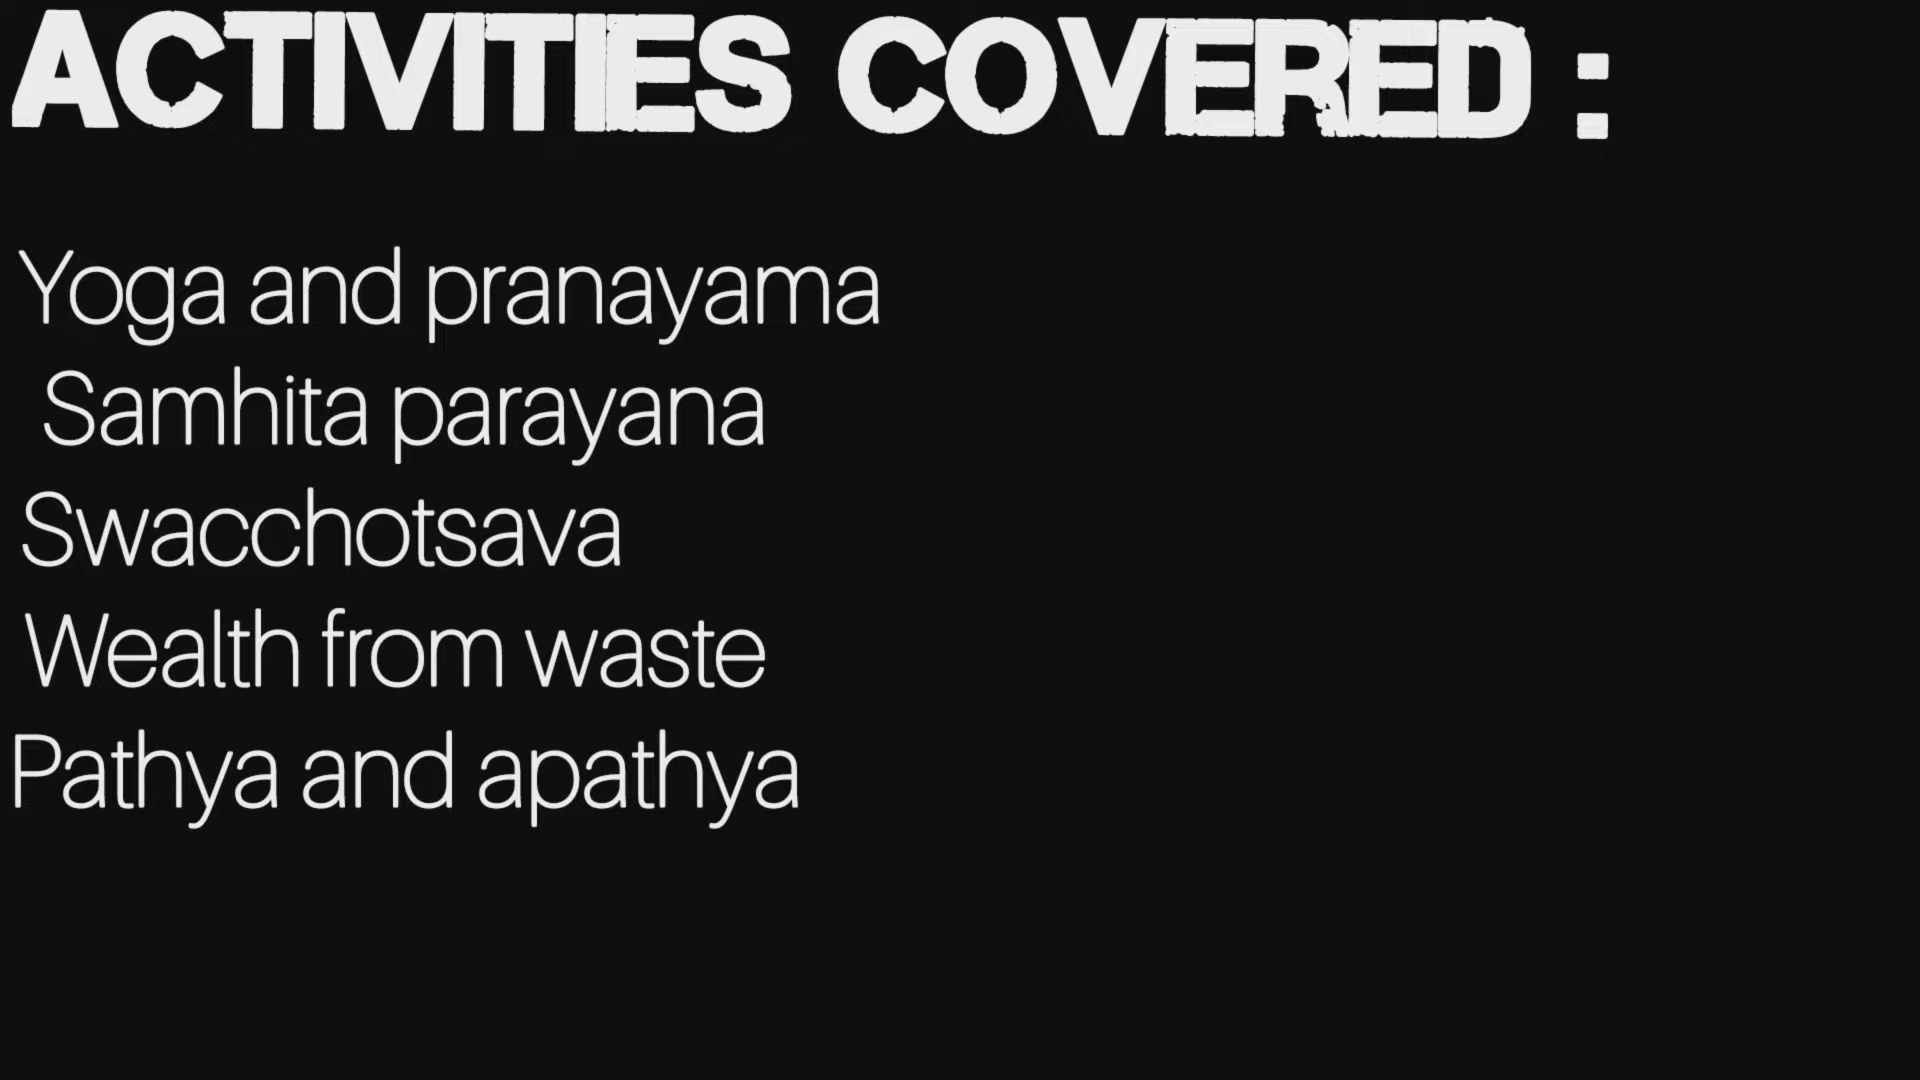 ACTIVITIES COVERED :
Yoga and pranayama
Samhita parayana
Swacchotsava
Wealth from waste
Pathya and apathya